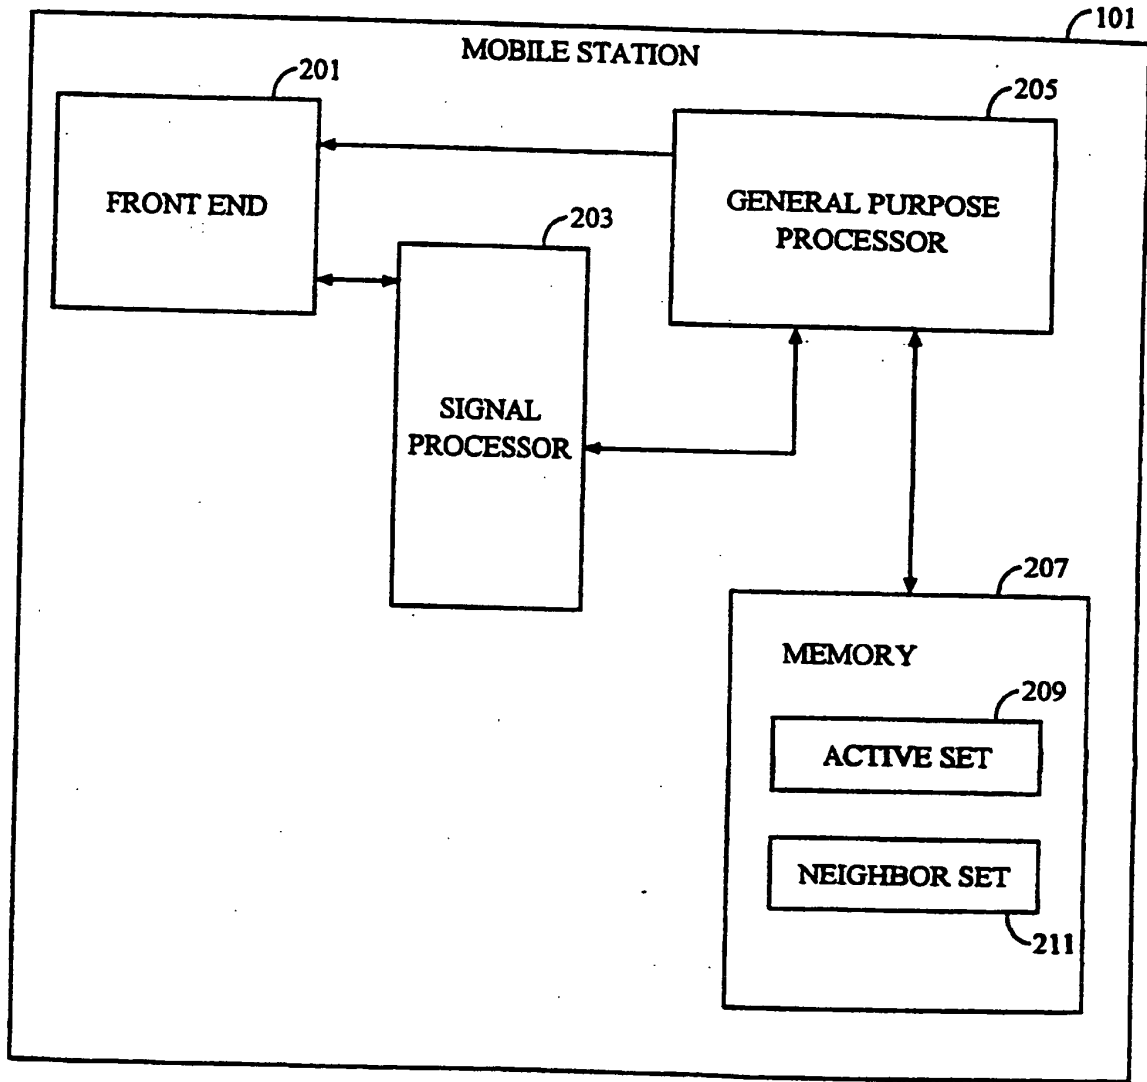 101
MOBILE STATION
201
205
FRONT END
GENERAL PURPOSE
PROCESSOR
203
SIGNAL
PROCESSOR
207
MEMORY
209
ACTIVE SET
NEIGHBOR SET
211